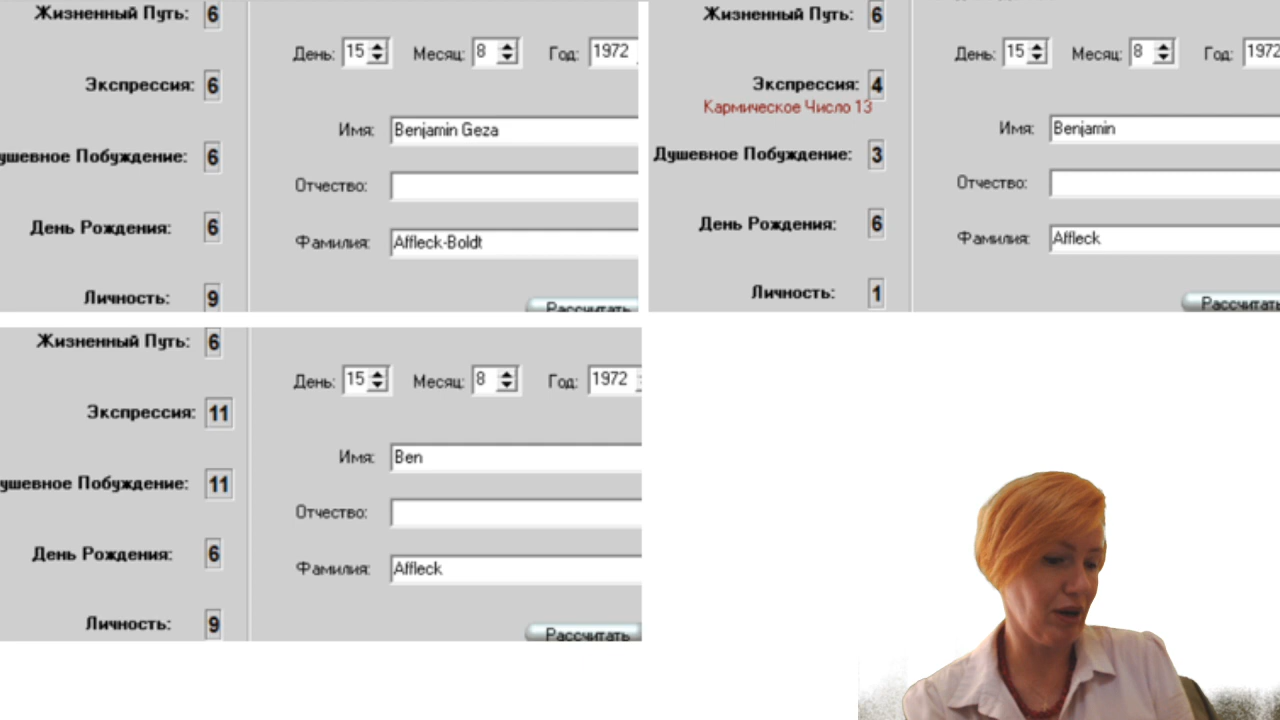 Жизненный Путь: 6
День: 15 Месяц: 8 Год: 1972
Экспрессия: 6
Имя: Benjamin Geza
ушевное Побуждение: 6
Отчество:
День Рождения: 6
Фамилия: Affleck-Boldt
Личность: 9
Рассчитать
Жизненный Путь: 6
День: 15 Месяц: 8 Год: 1972
Экспрессия: 4
Кармическое Число 13
Имя: Benjamin
Душевное Побуждение: 3
Отчество:
День Рождения: 6
Фамилия: Affleck
Личность: 1
Рассчитать
Жизненный Путь: 6
День: 15 Месяц: 8 Год: 1972
Экспрессия: 11
Имя: Ben
ушевное Побуждение: 11
Отчество:
День Рождения: 6
Фамилия: Affleck
Личность: 9
Рассчитать